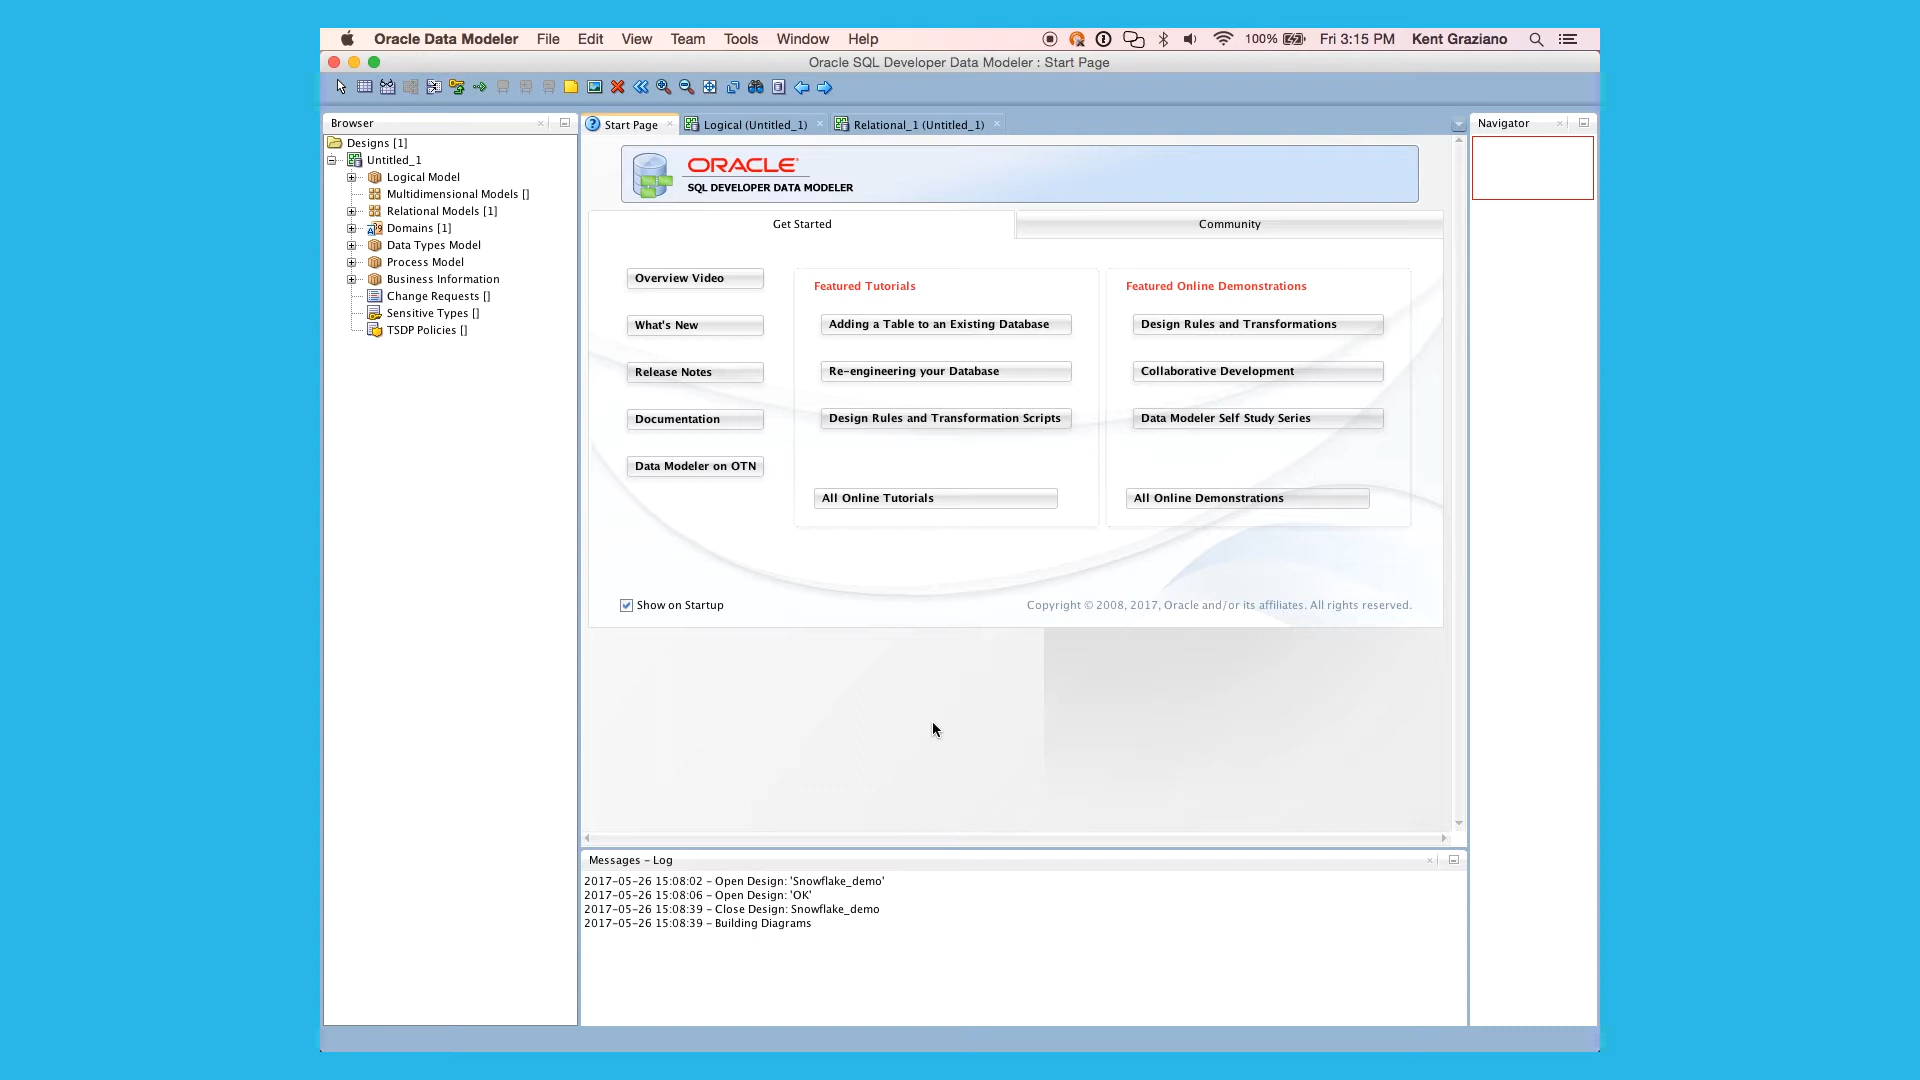 Oracle Data Modeler File Edit View Team Tools Window Help 100% Fri 3:15 PM Kent Graziano
Oracle SQL Developer Data Modeler : Start Page
Browser
Designs [1]
Untitled_1
Logical Model
Multidimensional Models []
Relational Models [1]
Domains [1]
Data Types Model
Process Model
Business Information
Change Requests []
Sensitive Types []
TSDP Policies []
Start Page Logical (Untitled_1) Relational_1 (Untitled_1)
ORACLE
SQL DEVELOPER DATA MODELER
Get Started Community
Overview Video
What's New
Release Notes
Documentation
Data Modeler on OTN
Featured Tutorials
Adding a Table to an Existing Database
Re-engineering your Database
Design Rules and Transformation Scripts
All Online Tutorials
Featured Online Demonstrations
Design Rules and Transformations
Collaborative Development
Data Modeler Self Study Series
All Online Demonstrations
Show on Startup
Copyright © 2008, 2017, Oracle and/or its affiliates. All rights reserved.
Messages - Log
2017-05-26 15:08:02 - Open Design: 'Snowflake_demo'
2017-05-26 15:08:06 - Open Design: 'OK'
2017-05-26 15:08:39 - Close Design: Snowflake_demo
2017-05-26 15:08:39 - Building Diagrams
Navigator